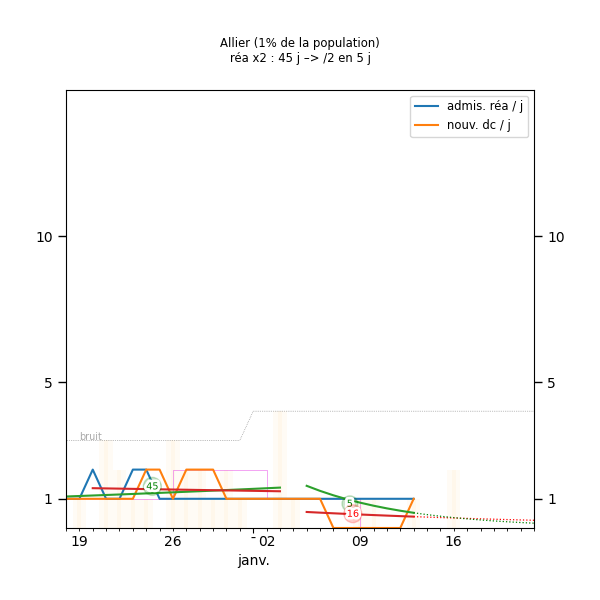 Allier (1% de la population)
réa x2 : 45 j –> /2 en 5 j
admis. réa / j
nouv. dc / j
10
10
5
5
bruit
45
5
16
1
1
19
26
02
09
16
janv.